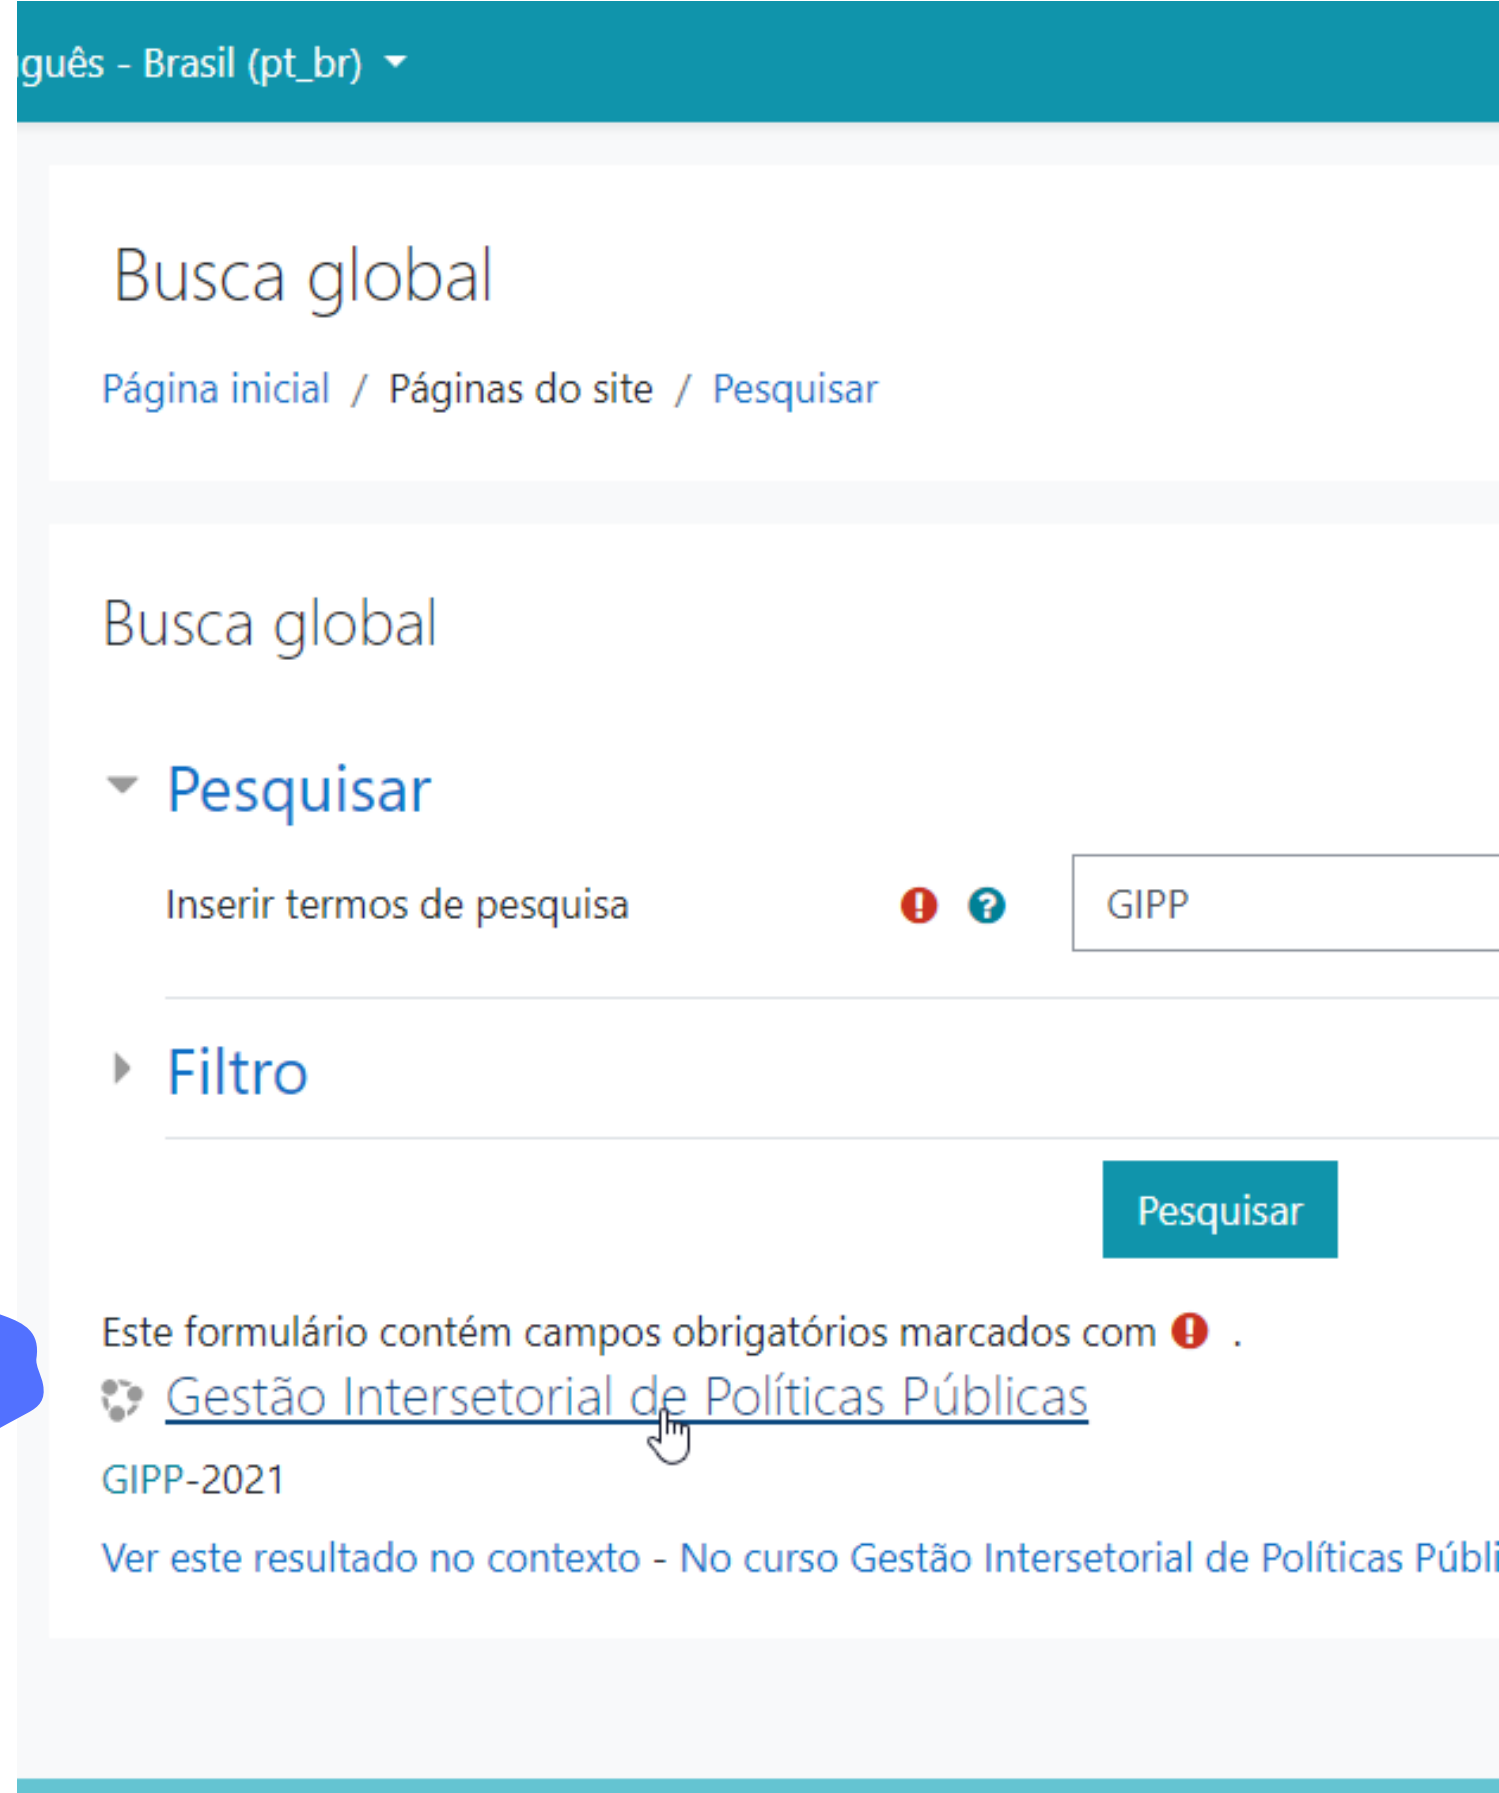 guês - Brasil (pt_br)
Busca global
Página inicial / Páginas do site / Pesquisar
Busca global
Pesquisar
Inserir termos de pesquisa GIPP
Filtro
Pesquisar
Este formulário contém campos obrigatórios marcados com .
Gestão Intersetorial de Políticas Públicas
GIPP-2021
Ver este resultado no contexto - No curso Gestão Intersetorial de Políticas Públi